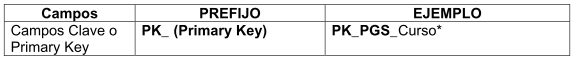 Campos PREFIJO EJEMPLO
Campos Clave o PK_ (Primary Key) PK_PGS_Curso*
Primary Key